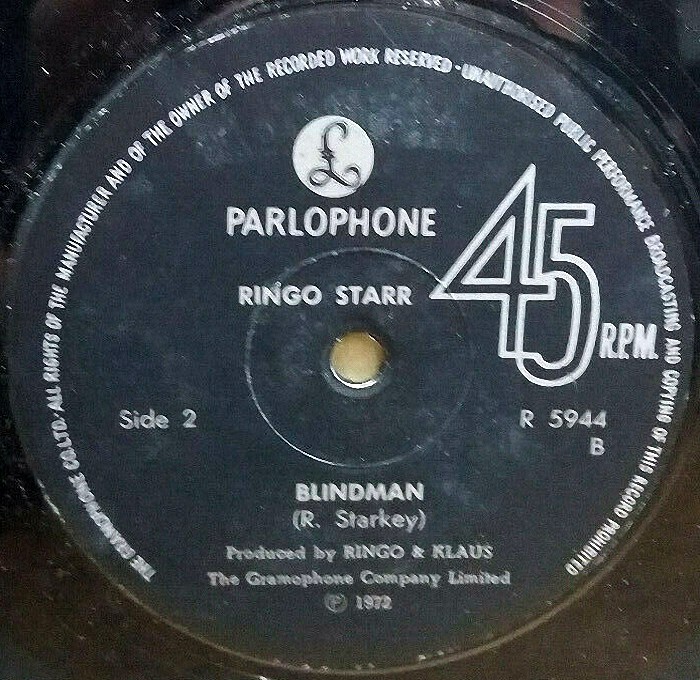 THE GRAMOPHONE CO.LTD. ALL RIGHTS OF THE MANUFACTURER AND OF THE OWNER OF THE RECORDED WORK RESERVED · UNAUTHORISED PUBLIC PERFORMANCE BROADCASTING AND COPYING OF THIS RECORD PROHIBITED
£
PARLOPHONE
45
R.P.M.
RINGO STARR
Side 2
R 5944
B
BLINDMAN
(R. Starkey)
Produced by RINGO & KLAUS
The Gramophone Company Limited
℗ 1972